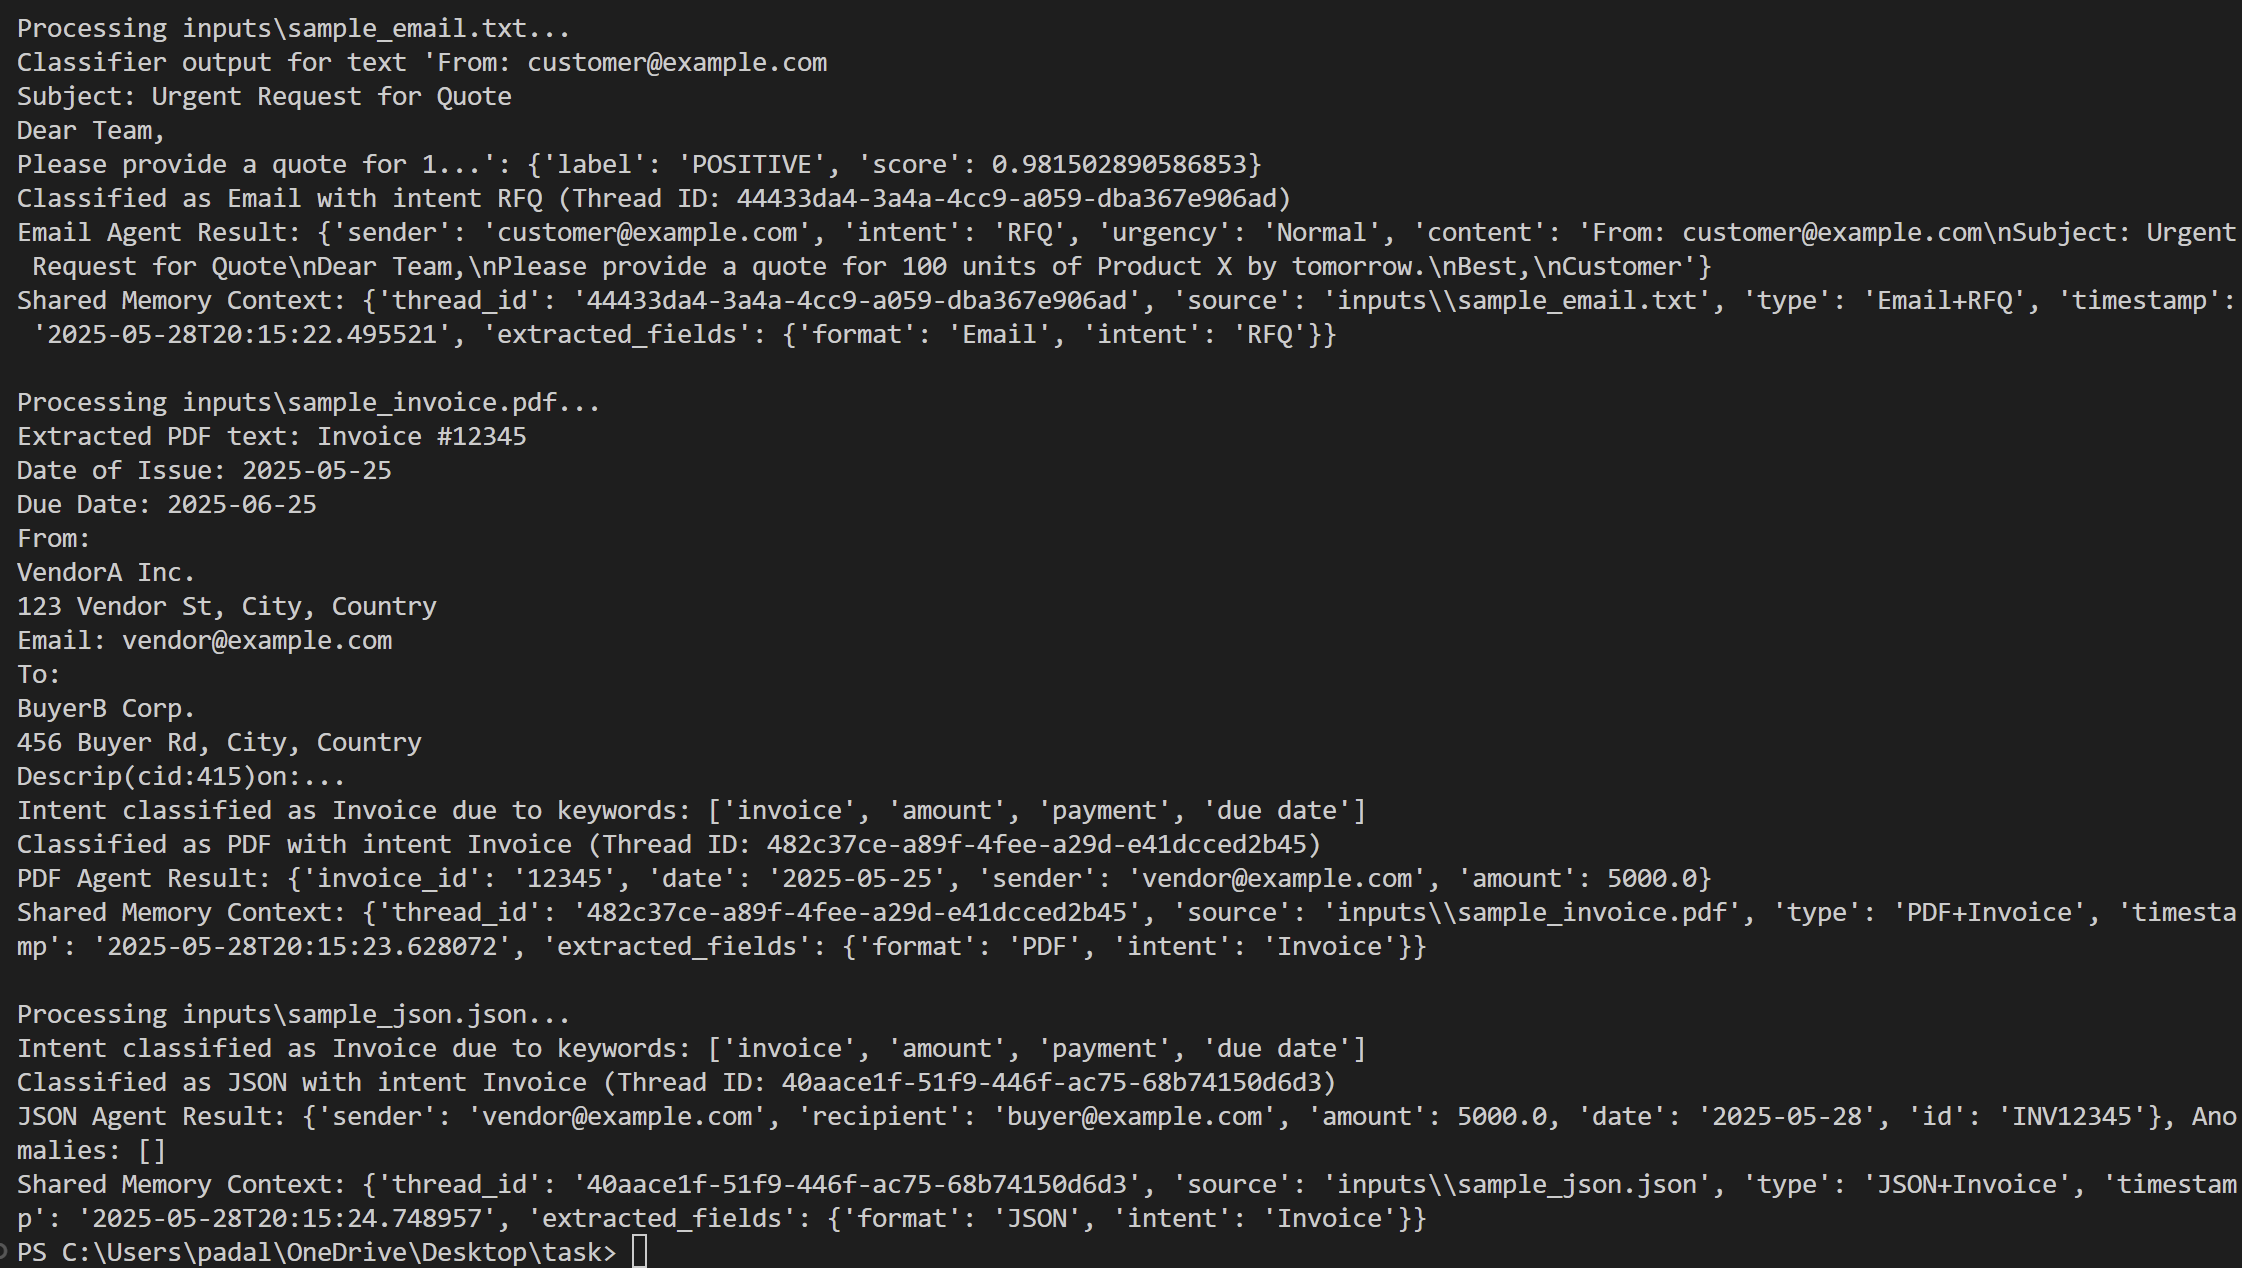 Processing inputs\sample_email.txt...
Classifier output for text 'From: customer@example.com
Subject: Urgent Request for Quote
Dear Team,
Please provide a quote for 1...': {'label': 'POSITIVE', 'score': 0.981502890586853}
Classified as Email with intent RFQ (Thread ID: 44433da4-3a4a-4cc9-a059-dba367e906ad)
Email Agent Result: {'sender': 'customer@example.com', 'intent': 'RFQ', 'urgency': 'Normal', 'content': 'From: customer@example.com\nSubject: Urgent
 Request for Quote\nDear Team,\nPlease provide a quote for 100 units of Product X by tomorrow.\nBest,\nCustomer'}
Shared Memory Context: {'thread_id': '44433da4-3a4a-4cc9-a059-dba367e906ad', 'source': 'inputs\\sample_email.txt', 'type': 'Email+RFQ', 'timestamp':
 '2025-05-28T20:15:22.495521', 'extracted_fields': {'format': 'Email', 'intent': 'RFQ'}}

Processing inputs\sample_invoice.pdf...
Extracted PDF text: Invoice #12345
Date of Issue: 2025-05-25
Due Date: 2025-06-25
From:
VendorA Inc.
123 Vendor St, City, Country
Email: vendor@example.com
To:
BuyerB Corp.
456 Buyer Rd, City, Country
Descrip(cid:415)on:...
Intent classified as Invoice due to keywords: ['invoice', 'amount', 'payment', 'due date']
Classified as PDF with intent Invoice (Thread ID: 482c37ce-a89f-4fee-a29d-e41dcced2b45)
PDF Agent Result: {'invoice_id': '12345', 'date': '2025-05-25', 'sender': 'vendor@example.com', 'amount': 5000.0}
Shared Memory Context: {'thread_id': '482c37ce-a89f-4fee-a29d-e41dcced2b45', 'source': 'inputs\\sample_invoice.pdf', 'type': 'PDF+Invoice', 'timesta
mp': '2025-05-28T20:15:23.628072', 'extracted_fields': {'format': 'PDF', 'intent': 'Invoice'}}

Processing inputs\sample_json.json...
Intent classified as Invoice due to keywords: ['invoice', 'amount', 'payment', 'due date']
Classified as JSON with intent Invoice (Thread ID: 40aace1f-51f9-446f-ac75-68b74150d6d3)
JSON Agent Result: {'sender': 'vendor@example.com', 'recipient': 'buyer@example.com', 'amount': 5000.0, 'date': '2025-05-28', 'id': 'INV12345'}, Ano
malies: []
Shared Memory Context: {'thread_id': '40aace1f-51f9-446f-ac75-68b74150d6d3', 'source': 'inputs\\sample_json.json', 'type': 'JSON+Invoice', 'timestam
p': '2025-05-28T20:15:24.748957', 'extracted_fields': {'format': 'JSON', 'intent': 'Invoice'}}
PS C:\Users\padal\OneDrive\Desktop\task>